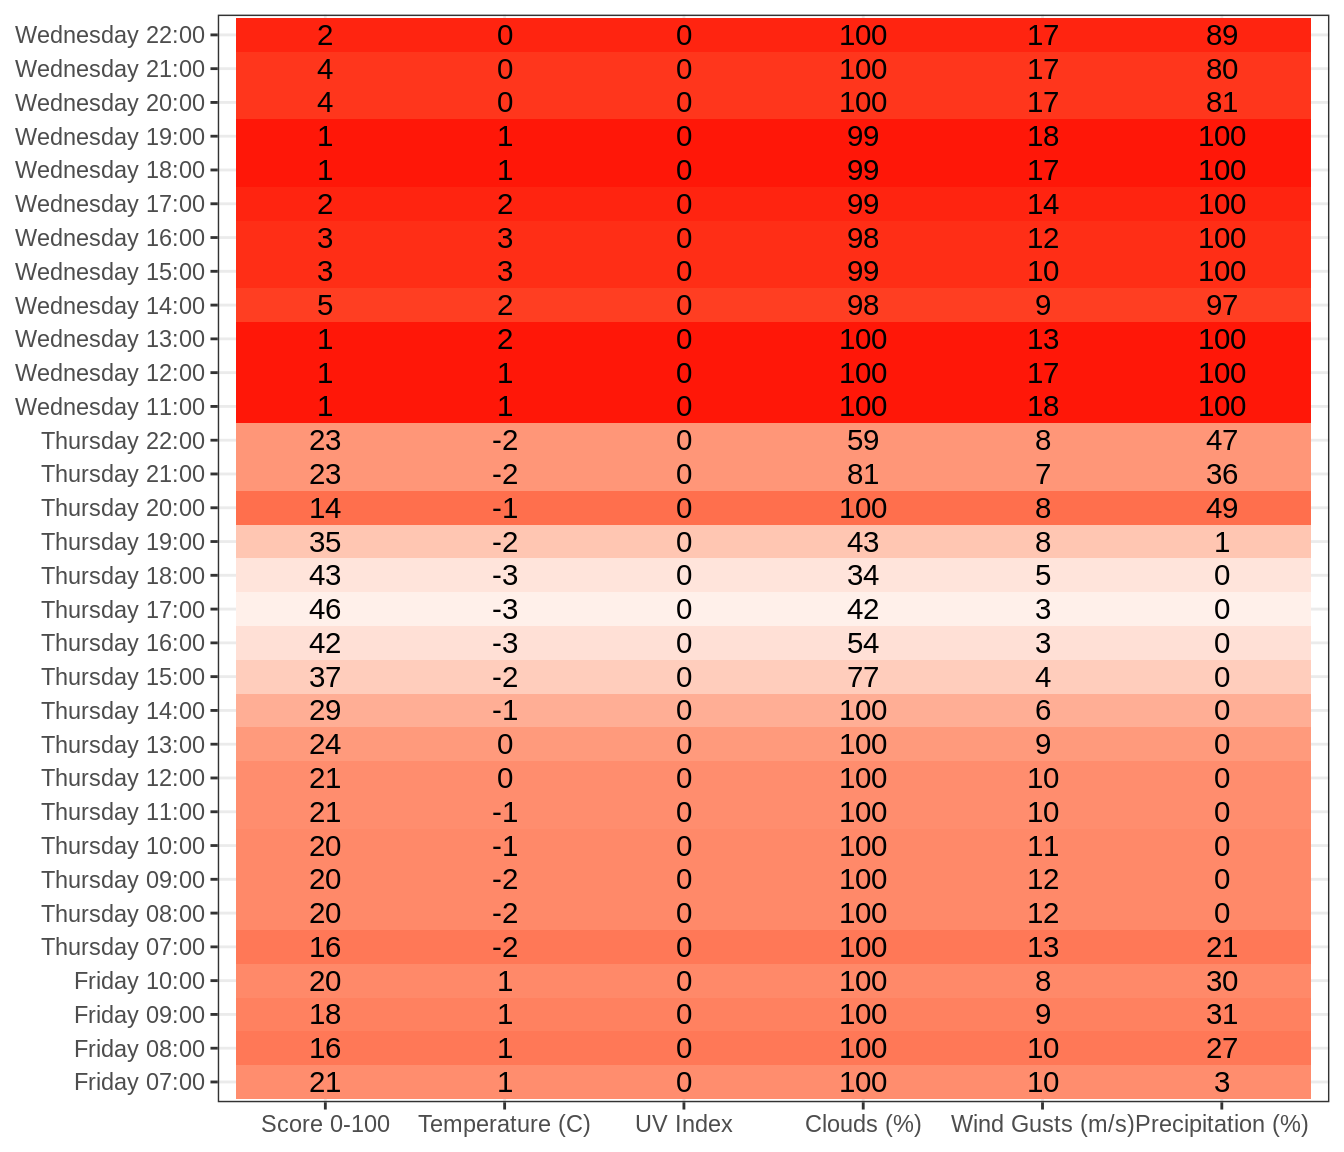 Wednesday 22:00 2 0 0 100 17 89
Wednesday 21:00 4 0 0 100 17 80
Wednesday 20:00 4 0 0 100 17 81
Wednesday 19:00 1 1 0 99 18 100
Wednesday 18:00 1 1 0 99 17 100
Wednesday 17:00 2 2 0 99 14 100
Wednesday 16:00 3 3 0 98 12 100
Wednesday 15:00 3 3 0 99 10 100
Wednesday 14:00 5 2 0 98 9 97
Wednesday 13:00 1 2 0 100 13 100
Wednesday 12:00 1 1 0 100 17 100
Wednesday 11:00 1 1 0 100 18 100
Thursday 22:00 23 -2 0 59 8 47
Thursday 21:00 23 -2 0 81 7 36
Thursday 20:00 14 -1 0 100 8 49
Thursday 19:00 35 -2 0 43 8 1
Thursday 18:00 43 -3 0 34 5 0
Thursday 17:00 46 -3 0 42 3 0
Thursday 16:00 42 -3 0 54 3 0
Thursday 15:00 37 -2 0 77 4 0
Thursday 14:00 29 -1 0 100 6 0
Thursday 13:00 24 0 0 100 9 0
Thursday 12:00 21 0 0 100 10 0
Thursday 11:00 21 -1 0 100 10 0
Thursday 10:00 20 -1 0 100 11 0
Thursday 09:00 20 -2 0 100 12 0
Thursday 08:00 20 -2 0 100 12 0
Thursday 07:00 16 -2 0 100 13 21
Friday 10:00 20 1 0 100 8 30
Friday 09:00 18 1 0 100 9 31
Friday 08:00 16 1 0 100 10 27
Friday 07:00 21 1 0 100 10 3
Score 0-100 Temperature (C) UV Index Clouds (%) Wind Gusts (m/s) Precipitation (%)